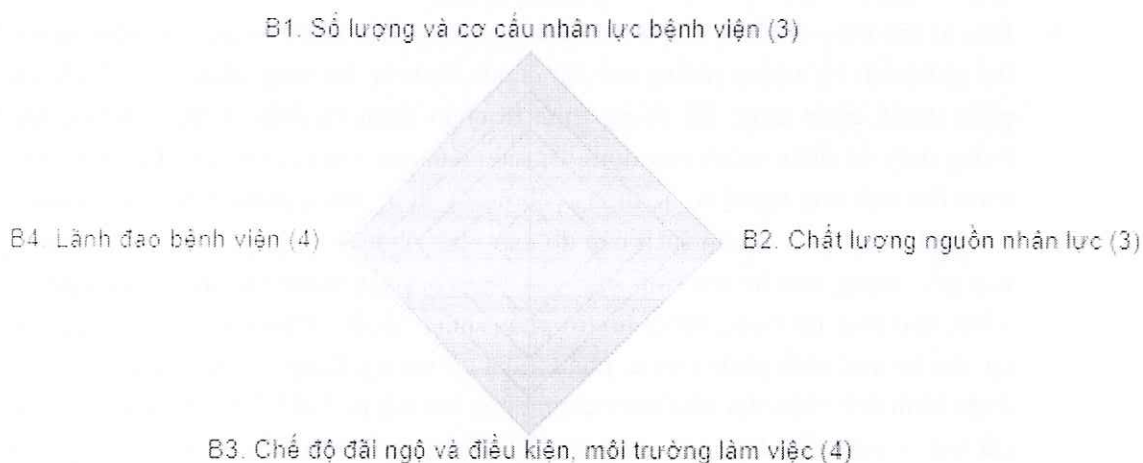 B1. Số lượng và cơ cấu nhân lực bệnh viện (3)
B4. Lãnh đạo bệnh viện (4)
B2. Chất lượng nguồn nhân lực (3)
B3. Chế độ đãi ngộ và điều kiện, môi trường làm việc (4)